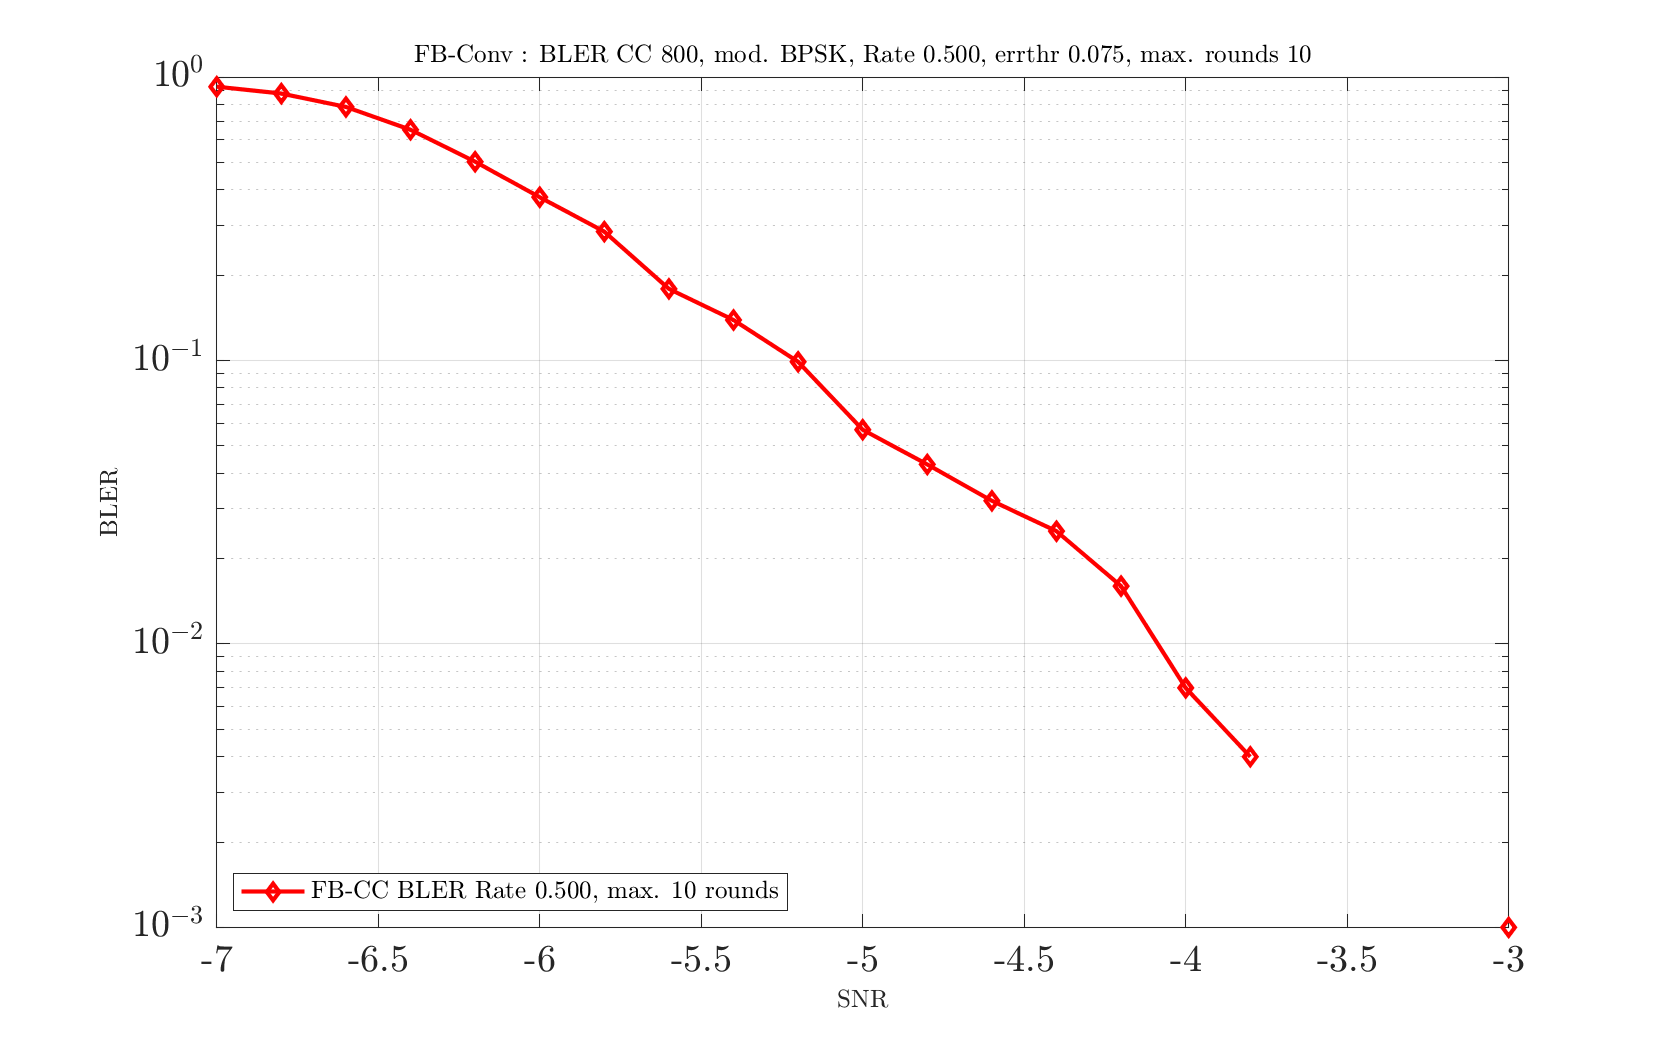 FB-Conv : BLER CC 800, mod. BPSK, Rate 0.500, errthr 0.075, max. rounds 10
10^0
10^−1
10^−2
10^−3
BLER
FB-CC BLER Rate 0.500, max. 10 rounds
-7 -6.5 -6 -5.5 -5 -4.5 -4 -3.5 -3
SNR